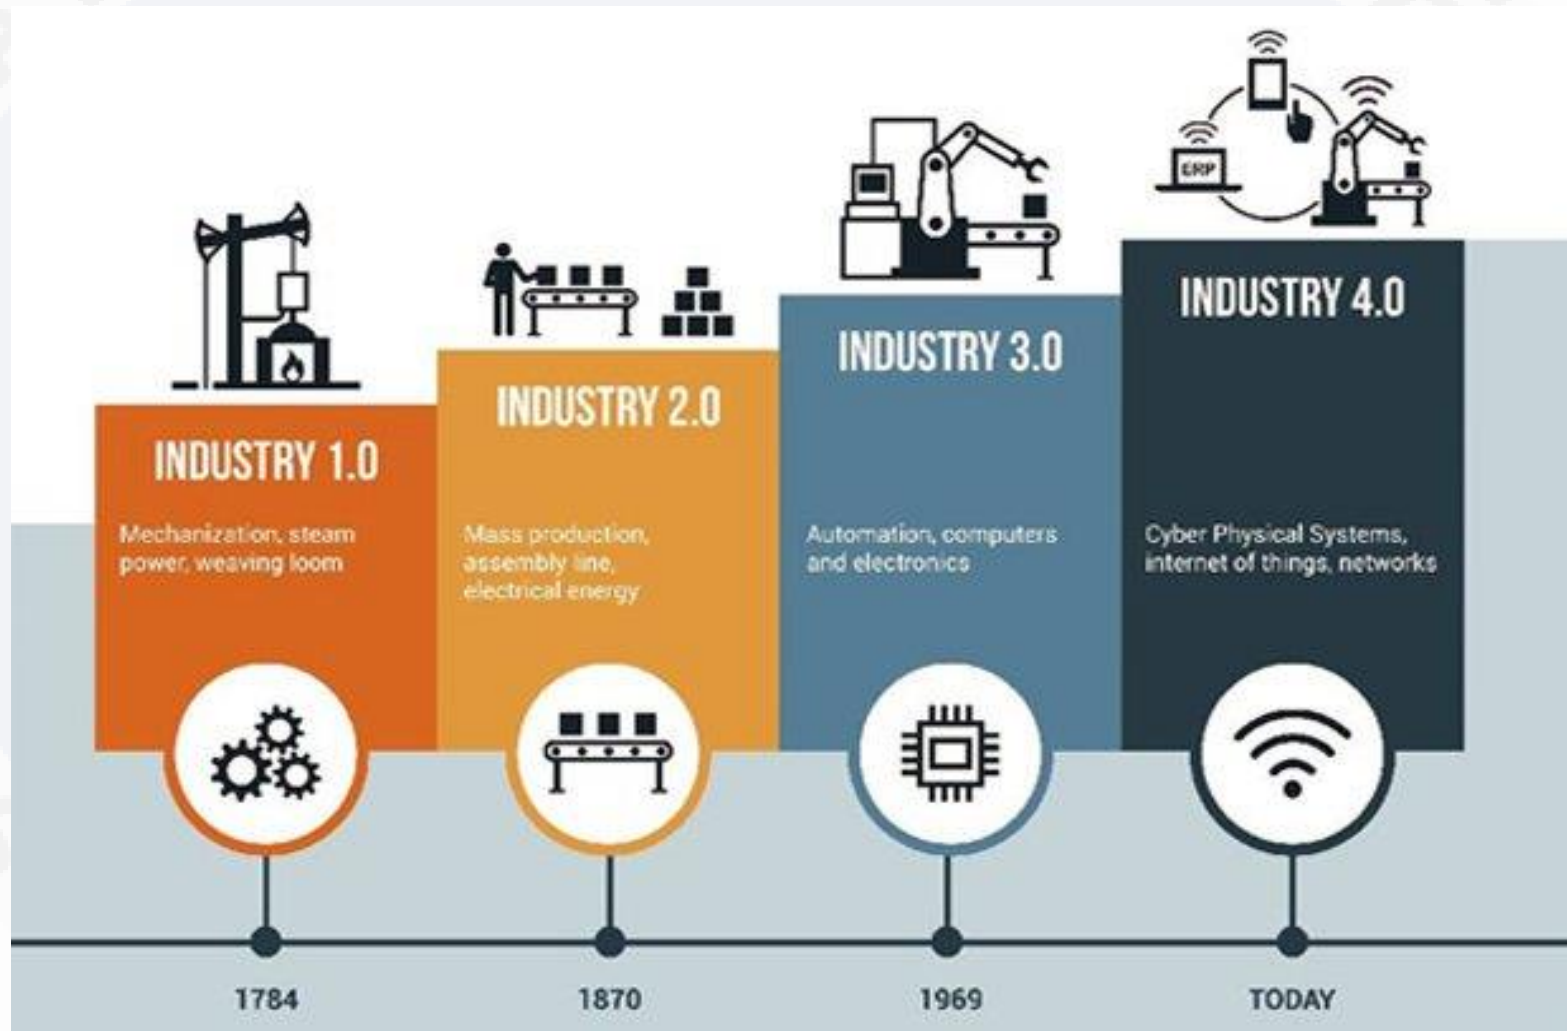 ERP
INDUSTRY 1.0
Mechanization, steam
power, weaving loom
INDUSTRY 2.0
Mass production,
assembly line,
electrical energy
INDUSTRY 3.0
Automation, computers
and electronics
INDUSTRY 4.0
Cyber Physical Systems,
internet of things, networks
1784
1870
1969
TODAY